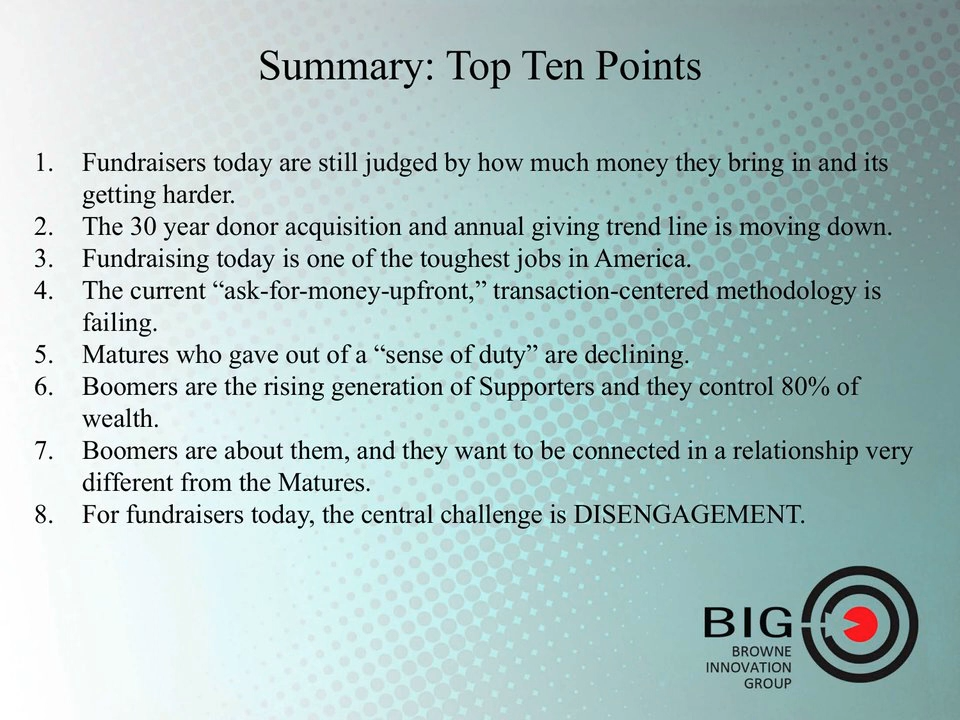 Summary: Top Ten Points
1. Fundraisers today are still judged by how much money they bring in and its
getting harder.
2. The 30 year donor acquisition and annual giving trend line is moving down.
3. Fundraising today is one of the toughest jobs in America.
4. The current “ask-for-money-upfront,” transaction-centered methodology is
failing.
5. Matures who gave out of a “sense of duty” are declining.
6. Boomers are the rising generation of Supporters and they control 80% of
wealth.
7. Boomers are about them, and they want to be connected in a relationship very
different from the Matures.
8. For fundraisers today, the central challenge is DISENGAGEMENT.
BIG
BROWNE
INNOVATION
GROUP